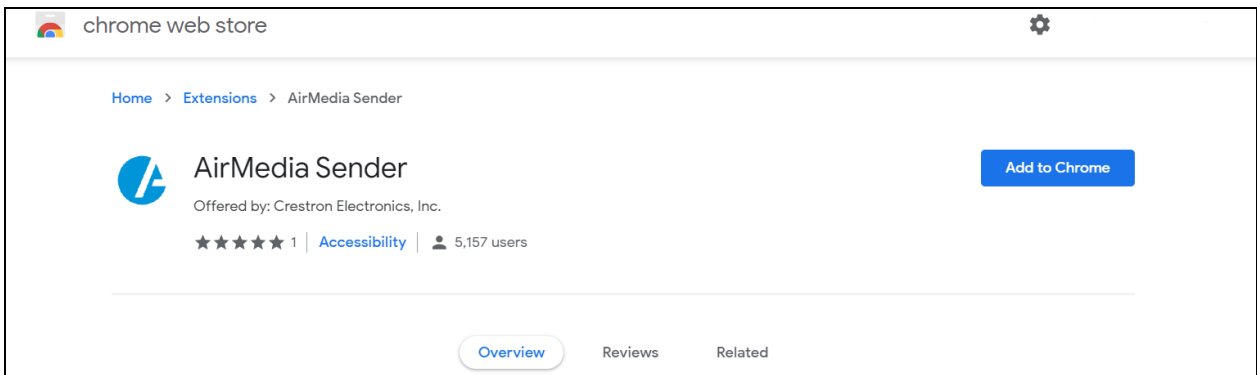 chrome web store
Home > Extensions > AirMedia Sender
AirMedia Sender
Add to Chrome
Offered by: Crestron Electronics, Inc.
★★★★★ 1 | Accessibility | 5,157 users
Overview Reviews Related